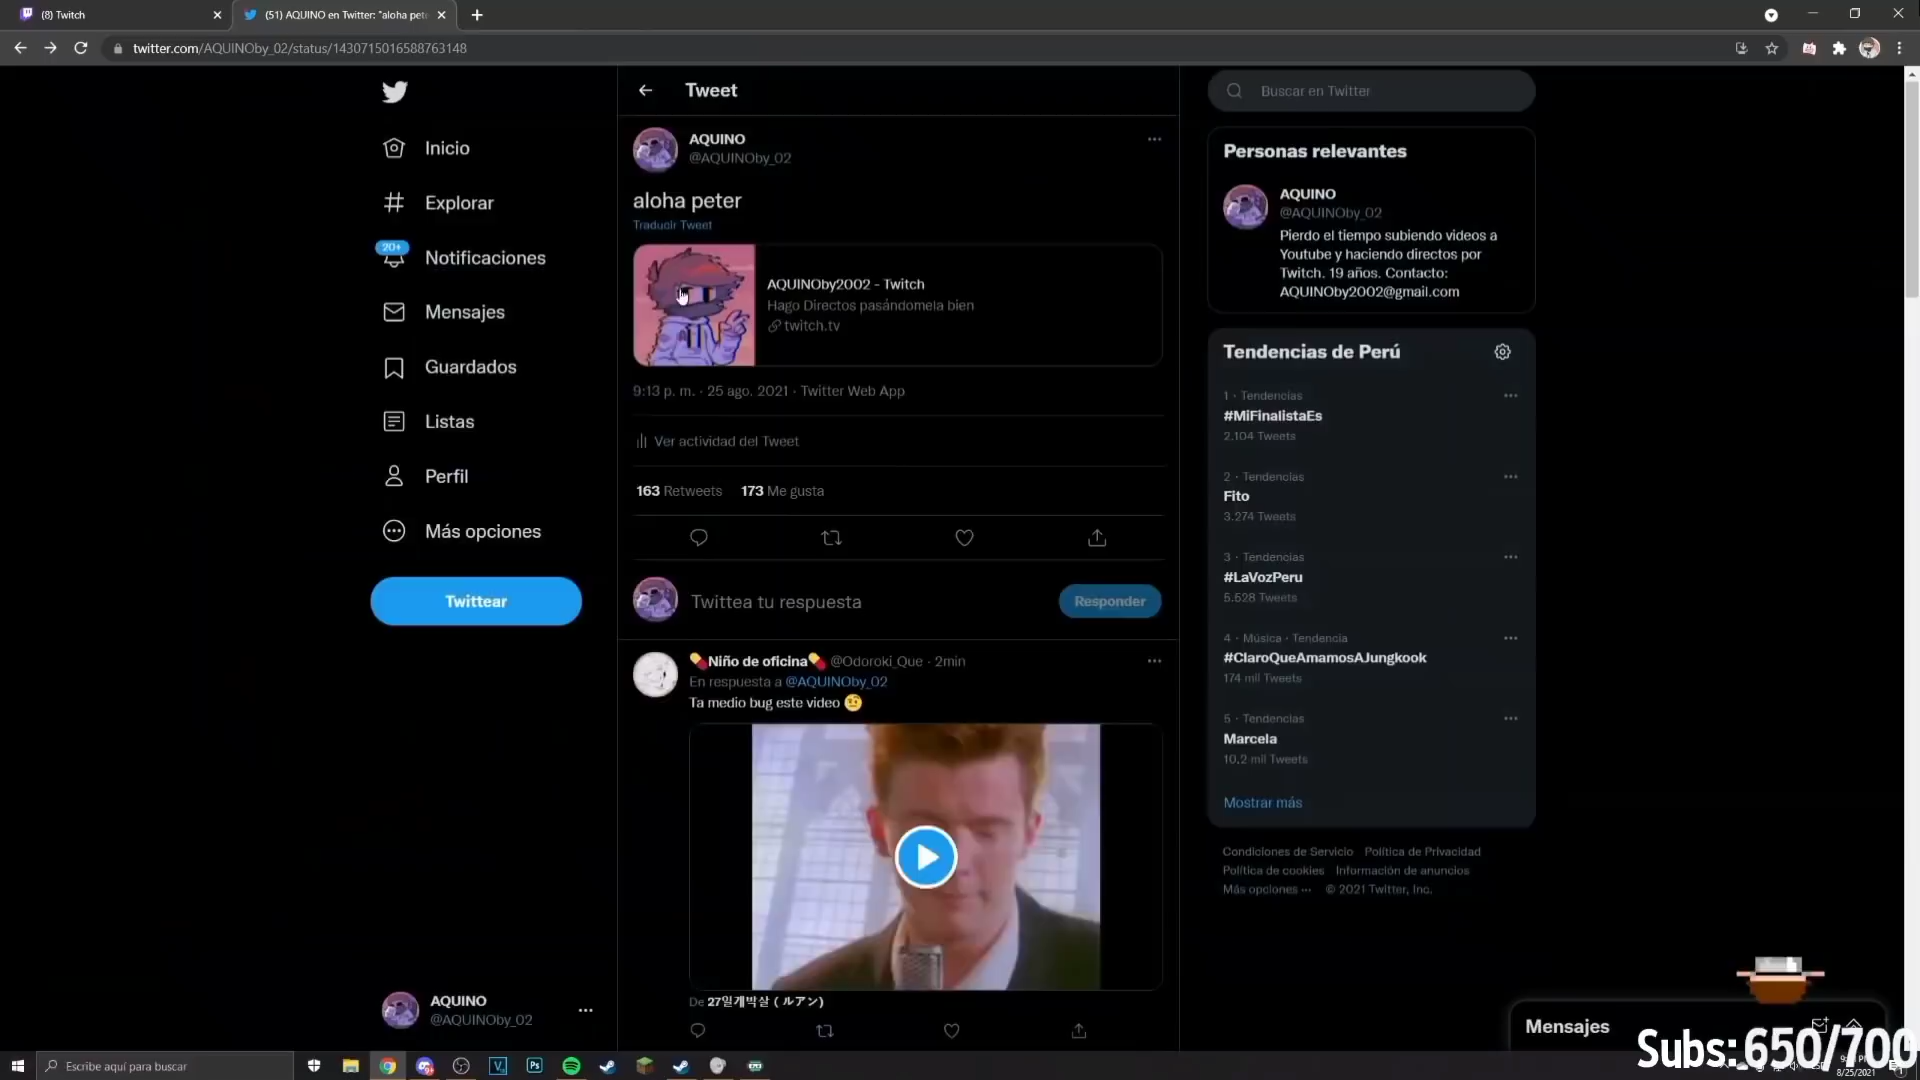 (8) Twitch
(51) AQUINO en Twitter: "aloha pete
twitter.com/AQUINOby_02/status/1430715016588763148
Inicio
Explorar
20+
Notificaciones
Mensajes
Guardados
Listas
Perfil
Más opciones
Twittear
AQUINO
@AQUINOby_02
Tweet
AQUINO
@AQUINOby_02
aloha peter
Traducir Tweet
AQUINOby2002 - Twitch
Hago Directos pasándomela bien
twitch.tv
9:13 p. m. · 25 ago. 2021 · Twitter Web App
Ver actividad del Tweet
163 Retweets 173 Me gusta
Twittea tu respuesta
Responder
Niño de oficina @Odoroki_Que · 2min
En respuesta a @AQUINOby_02
Ta medio bug este video
De 27일계박살 ( ルアン)
Buscar en Twitter
Personas relevantes
AQUINO
@AQUINOby_02
Pierdo el tiempo subiendo videos a
Youtube y haciendo directos por
Twitch. 19 años. Contacto:
AQUINOby2002@gmail.com
Tendencias de Perú
1 · Tendencias
#MiFinalistaEs
2.104 Tweets
2 · Tendencias
Fito
3.274 Tweets
3 · Tendencias
#LaVozPeru
5.528 Tweets
4 · Música · Tendencia
#ClaroQueAmamosAJungkook
174 mil Tweets
5 · Tendencias
Marcela
10,2 mil Tweets
Mostrar más
Condiciones de Servicio Política de Privacidad
Política de cookies Información de anuncios
Más opciones ··· © 2021 Twitter, Inc.
Mensajes
Subs: 650/700
Escribe aquí para buscar
8/25/2021